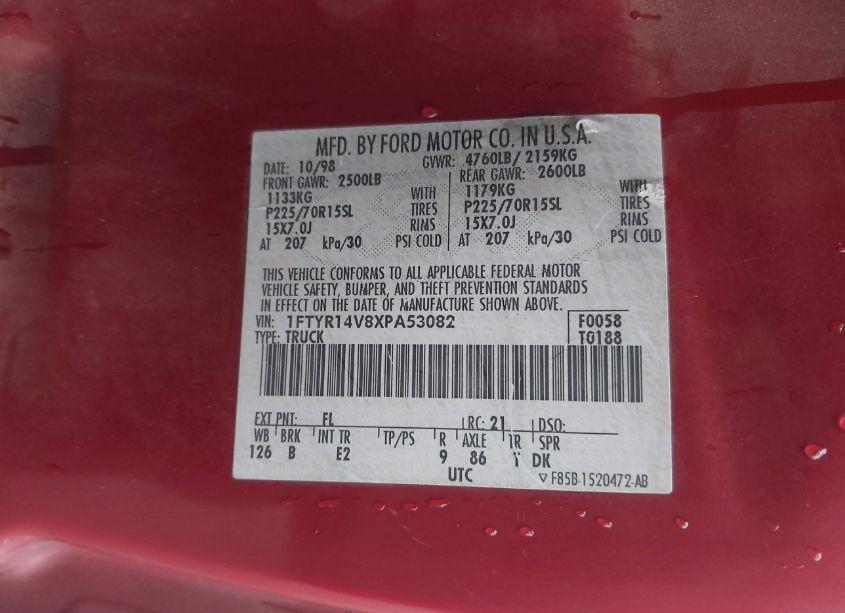 MFD. BY FORD MOTOR CO. IN U.S.A.
DATE: 10/98 GVWR: 4760LB/ 2159KG
FRONT GAWR: 2500LB REAR GAWR: 2600LB
1133KG WITH 1179KG WITH
P225/70R15SL TIRES P225/70R15SL TIRES
15X7.0J RIMS 15X7.0J RIMS
AT 207 kPa/30 PSI COLD AT 207 kPa/30 PSI COLD
THIS VEHICLE CONFORMS TO ALL APPLICABLE FEDERAL MOTOR
VEHICLE SAFETY, BUMPER, AND THEFT PREVENTION STANDARDS
IN EFFECT ON THE DATE OF MANUFACTURE SHOWN ABOVE.
VIN: 1FTYR14V8XPA53082 F0058
TYPE: TRUCK T0188
EXT PNT: FL RC: 21 DSO:
WB BRK INT TR TP/PS R AXLE TR SPR
126 B E2 9 86 T DK
UTC ▽F85B-1520472-AB